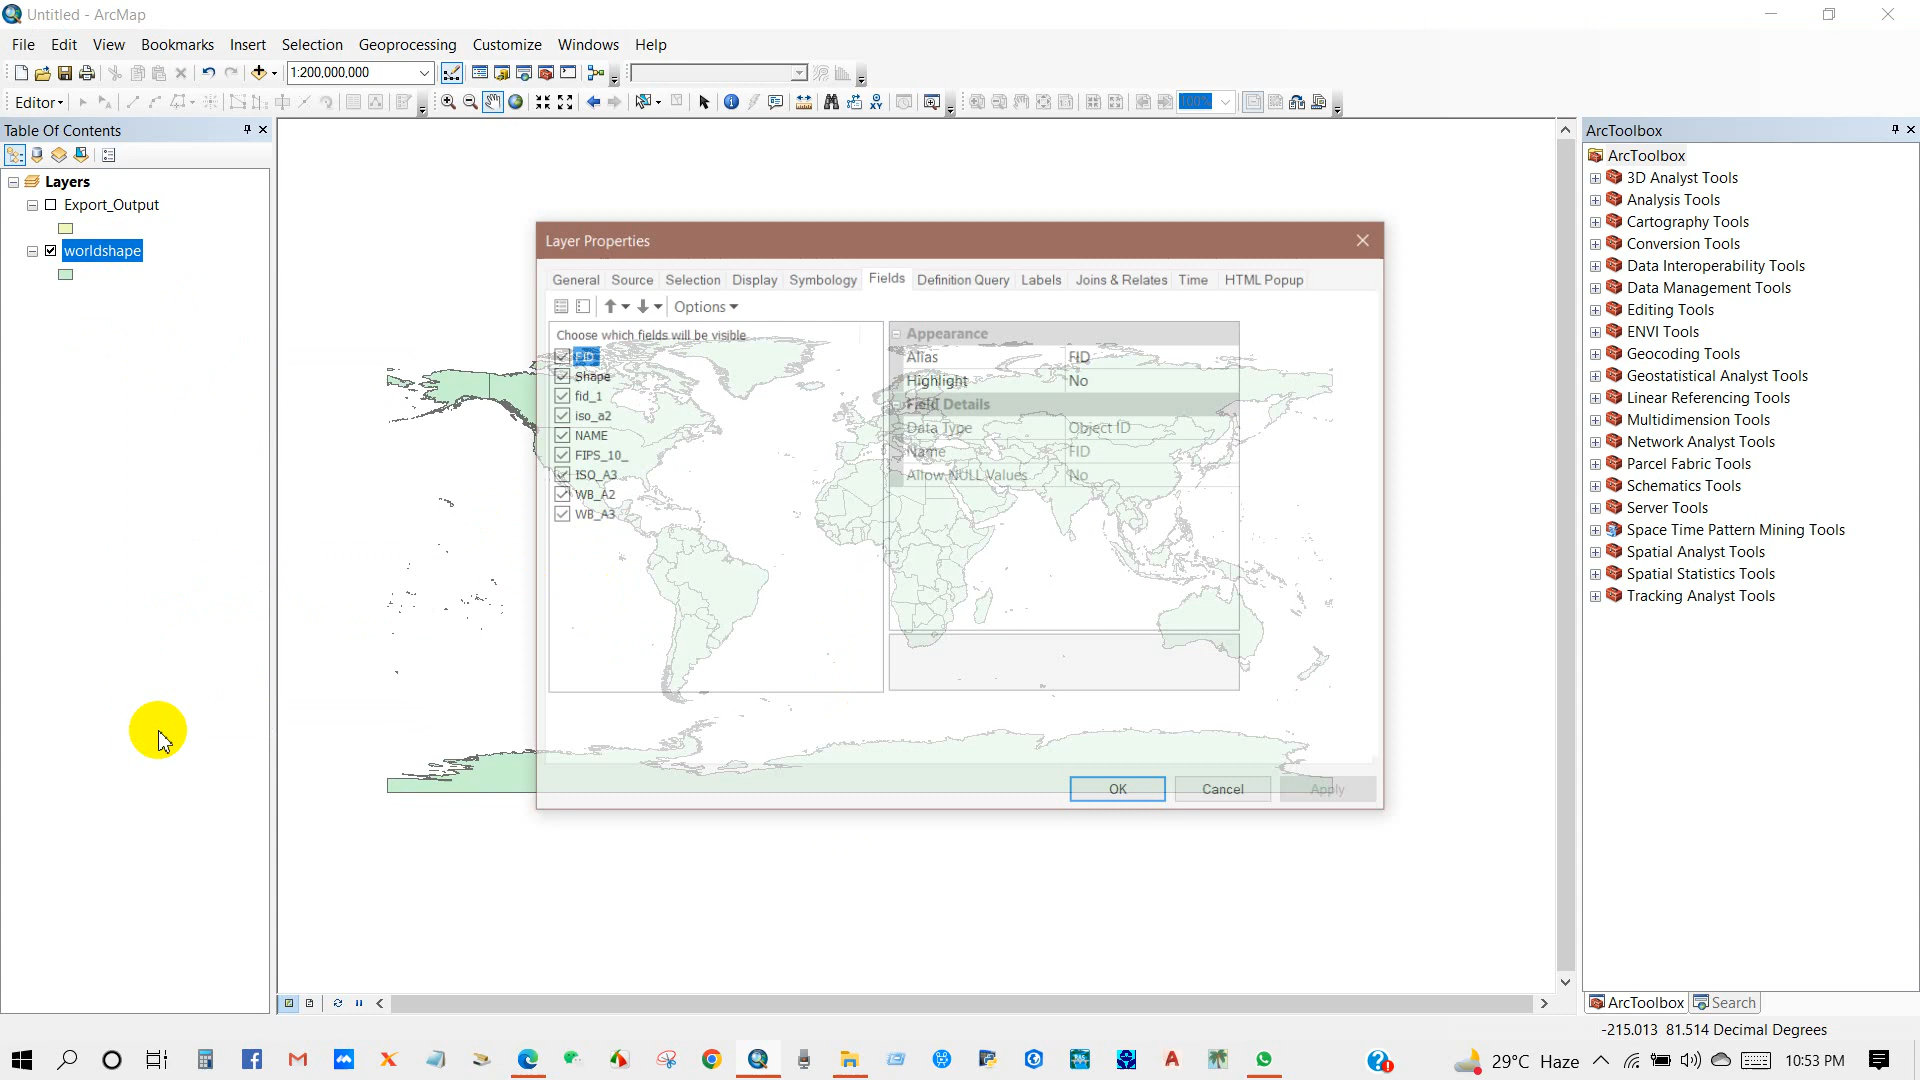 Untitled - ArcMap
File Edit View Bookmarks Insert Selection Geoprocessing Customize Windows Help
1:200,000,000
Editor 100%
Table Of Contents
Layers
Export_Output
worldshape
Layer Properties
General Source Selection Display Symbology Fields Definition Query Labels Joins & Relates Time HTML Popup
Options
Choose which fields will be visible
FID
Shape
fid_1
iso_a2
NAME
FIPS_10_
ISO_A3
WB_A2
WB_A3
Appearance
Alias FID
Highlight No
Field Details
Data Type Object ID
Name FID
Allow NULL Values No
OK Cancel Apply
ArcToolbox
ArcToolbox
3D Analyst Tools
Analysis Tools
Cartography Tools
Conversion Tools
Data Interoperability Tools
Data Management Tools
Editing Tools
ENVI Tools
Geocoding Tools
Geostatistical Analyst Tools
Linear Referencing Tools
Multidimension Tools
Network Analyst Tools
Parcel Fabric Tools
Schematics Tools
Server Tools
Space Time Pattern Mining Tools
Spatial Analyst Tools
Spatial Statistics Tools
Tracking Analyst Tools
ArcToolbox Search
-215.013 81.514 Decimal Degrees
29°C Haze 10:53 PM